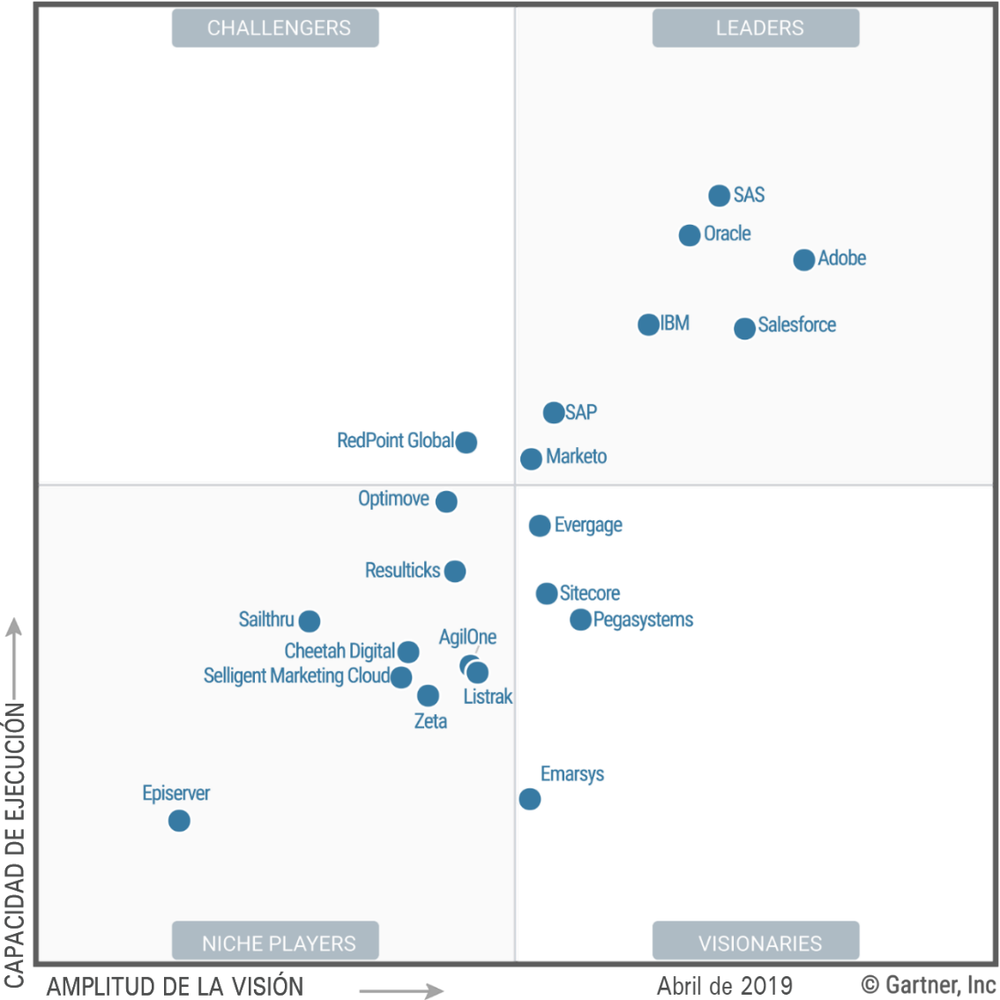 CHALLENGERS
LEADERS
SAS
Oracle
Adobe
IBM
Salesforce
SAP
RedPoint Global
Marketo
Optimove
Evergage
Resulticks
Sitecore
Sailthru
Pegasystems
AgilOne
Cheetah Digital
Selligent Marketing Cloud
Listrak
Zeta
Emarsys
Episerver
NICHE PLAYERS
VISIONARIES
CAPACIDAD DE EJECUCIÓN
AMPLITUD DE LA VISIÓN
Abril de 2019
© Gartner, Inc